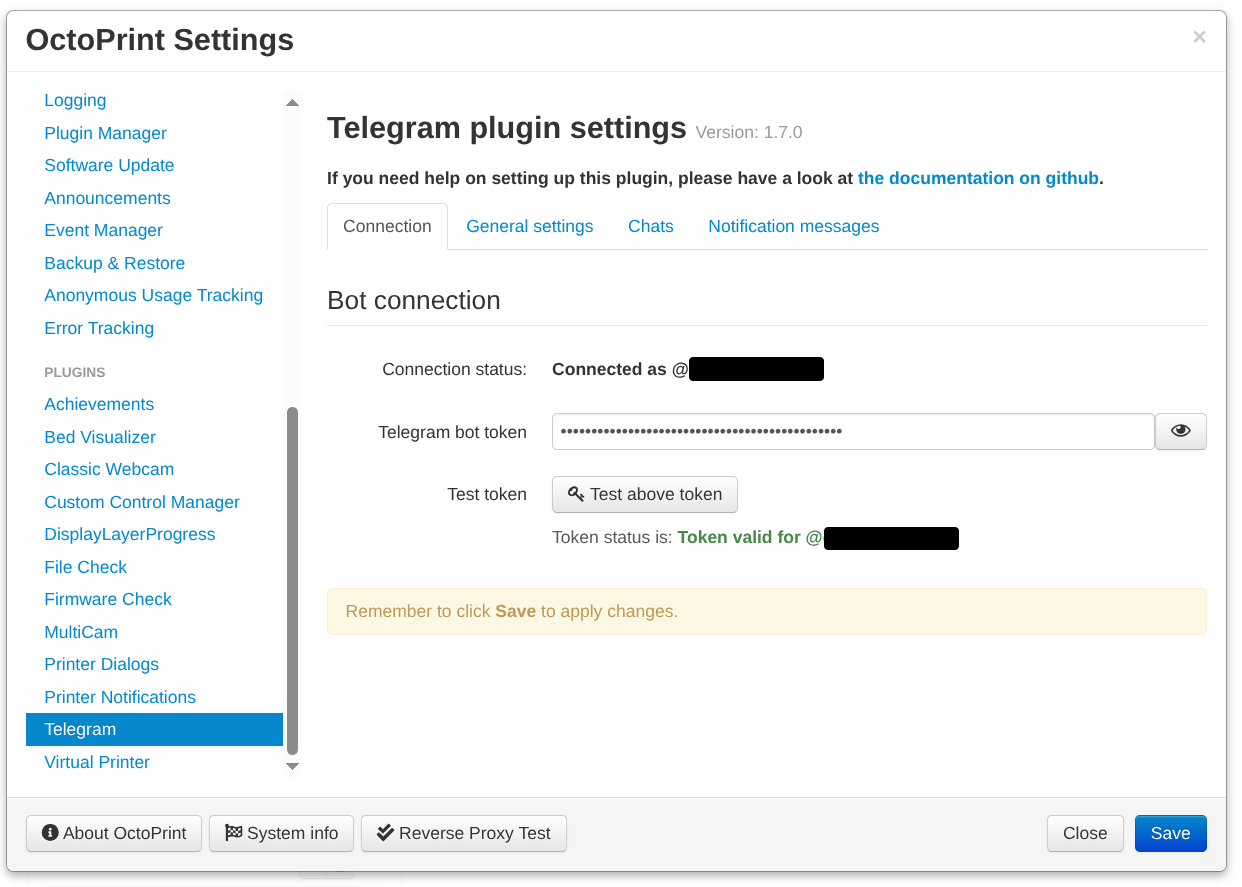 OctoPrint Settings
×
Logging
Plugin Manager
Software Update
Announcements
Event Manager
Backup & Restore
Anonymous Usage Tracking
Error Tracking
PLUGINS
Achievements
Bed Visualizer
Classic Webcam
Custom Control Manager
DisplayLayerProgress
File Check
Firmware Check
MultiCam
Printer Dialogs
Printer Notifications
Telegram
Virtual Printer
Telegram plugin settings Version: 1.7.0
If you need help on setting up this plugin, please have a look at the documentation on github.
Connection General settings Chats Notification messages
Bot connection
Connection status: Connected as @
Telegram bot token
Test token Test above token
Token status is: Token valid for @
Remember to click Save to apply changes.
About OctoPrint System info Reverse Proxy Test Close Save